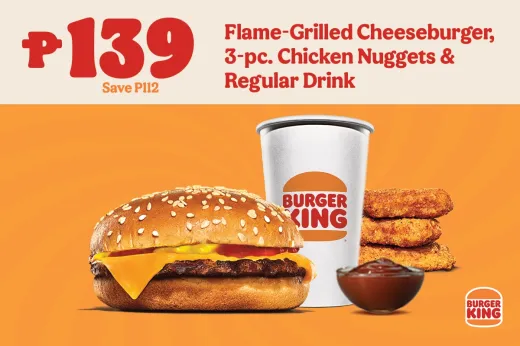 ₱139
Save P112
Flame-Grilled Cheeseburger,
3-pc. Chicken Nuggets &
Regular Drink
BURGER
KING
BURGER
KING